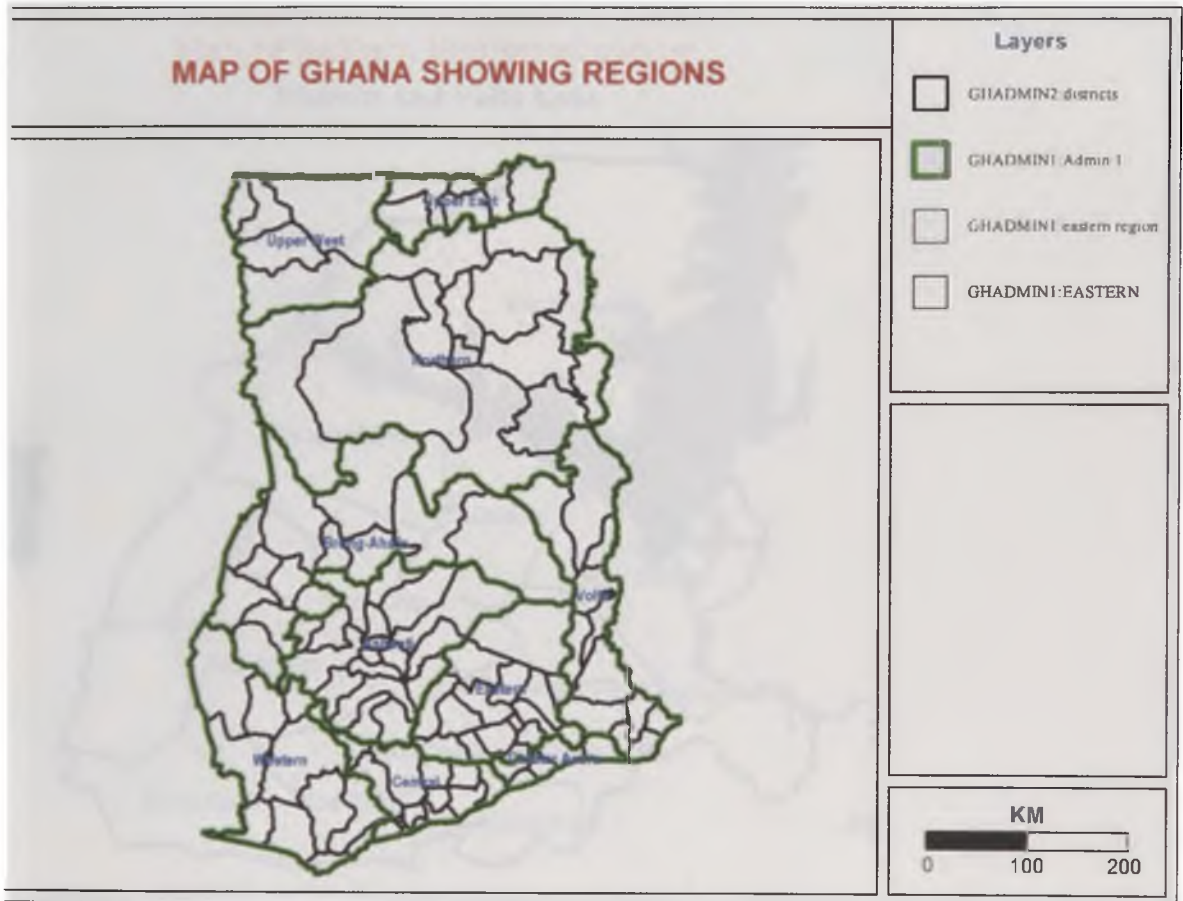 MAP OF GHANA SHOWING REGIONS
Layers
GHADMIN2:districts
GHADMIN1:Admin 1
GHADMIN1:eastern region
GHADMIN1:EASTERN
Upper East
Upper West
Northern
Brong-Ahafo
Volta
Ashanti
Eastern
Western
Central
Greater Accra
KM
0 100 200